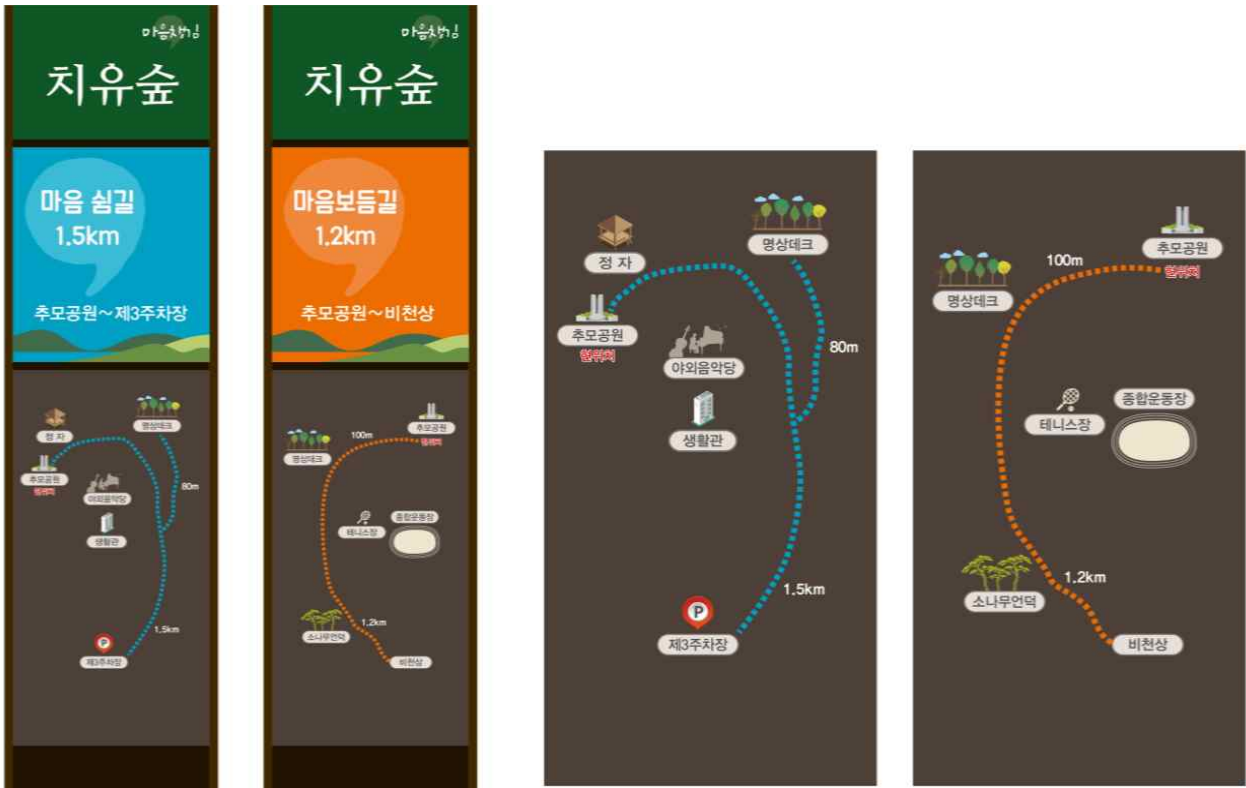 마음챙김
치유숲
마음 쉼길
1.5km
추모공원~제3주차장
정 자
명상데크
추모공원
현위치
야외음악당
80m
생활관
1.5km
P
제3주차장
마음챙김
치유숲
마음보듬길
1.2km
추모공원~비천상
추모공원
현위치
100m
명상데크
종합운동장
테니스장
1.2km
소나무언덕
비천상
명상데크
정 자
추모공원
현위치
80m
야외음악당
생활관
1.5km
P
제3주차장
추모공원
100m
현위치
명상데크
종합운동장
테니스장
1.2km
소나무언덕
비천상